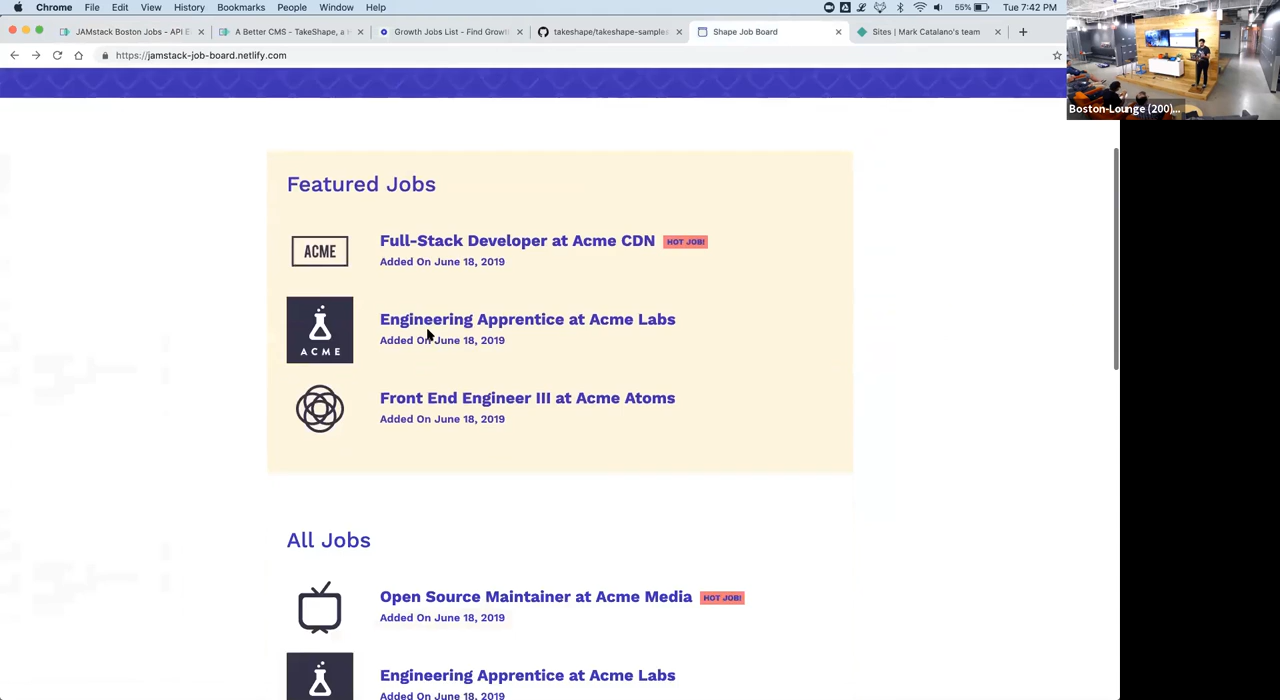 Chrome File Edit View History Bookmarks People Window Help 55% Tue 7:42 PM
JAMstack Boston Jobs - API E A Better CMS - TakeShape, a Growth Jobs List - Find Growt takeshape/takeshape-samples Shape Job Board Sites | Mark Catalano's team
https://jamstack-job-board.netlify.com
Boston-Lounge (200)...
Featured Jobs
ACME
Full-Stack Developer at Acme CDN HOT JOB!
Added On June 18, 2019
ACME
Engineering Apprentice at Acme Labs
Added On June 18, 2019
Front End Engineer III at Acme Atoms
Added On June 18, 2019
All Jobs
Open Source Maintainer at Acme Media HOT JOB!
Added On June 18, 2019
Engineering Apprentice at Acme Labs
Added On June 18, 2019